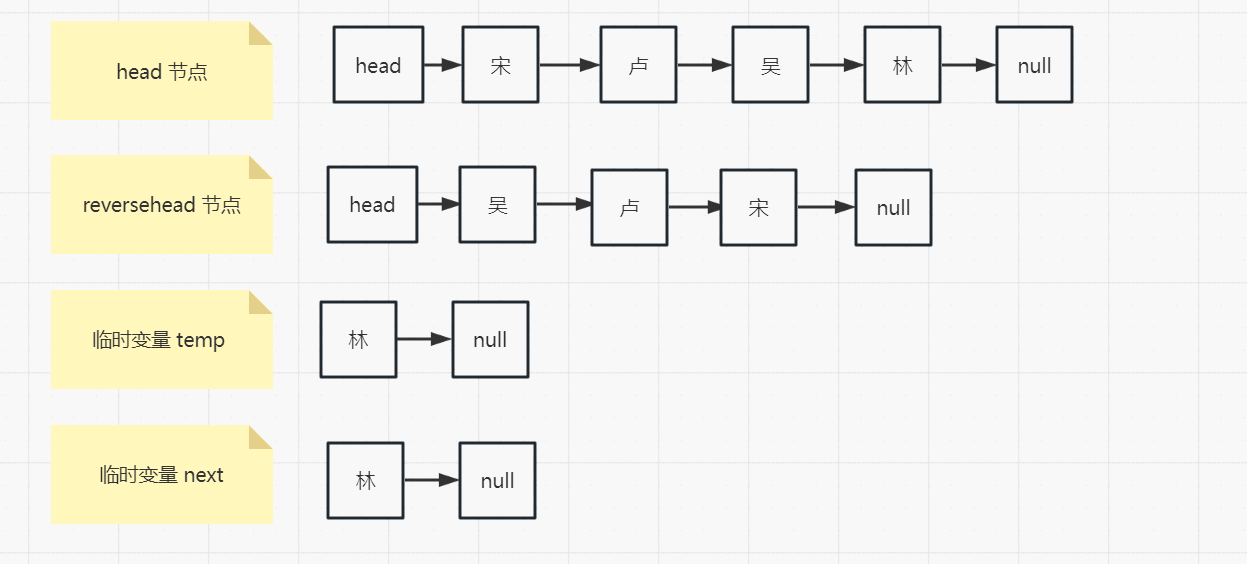 head 节点
head 宋 卢 吴 林 null
reversehead 节点
head 吴 卢 宋 null
临时变量 temp
林 null
临时变量 next
林 null